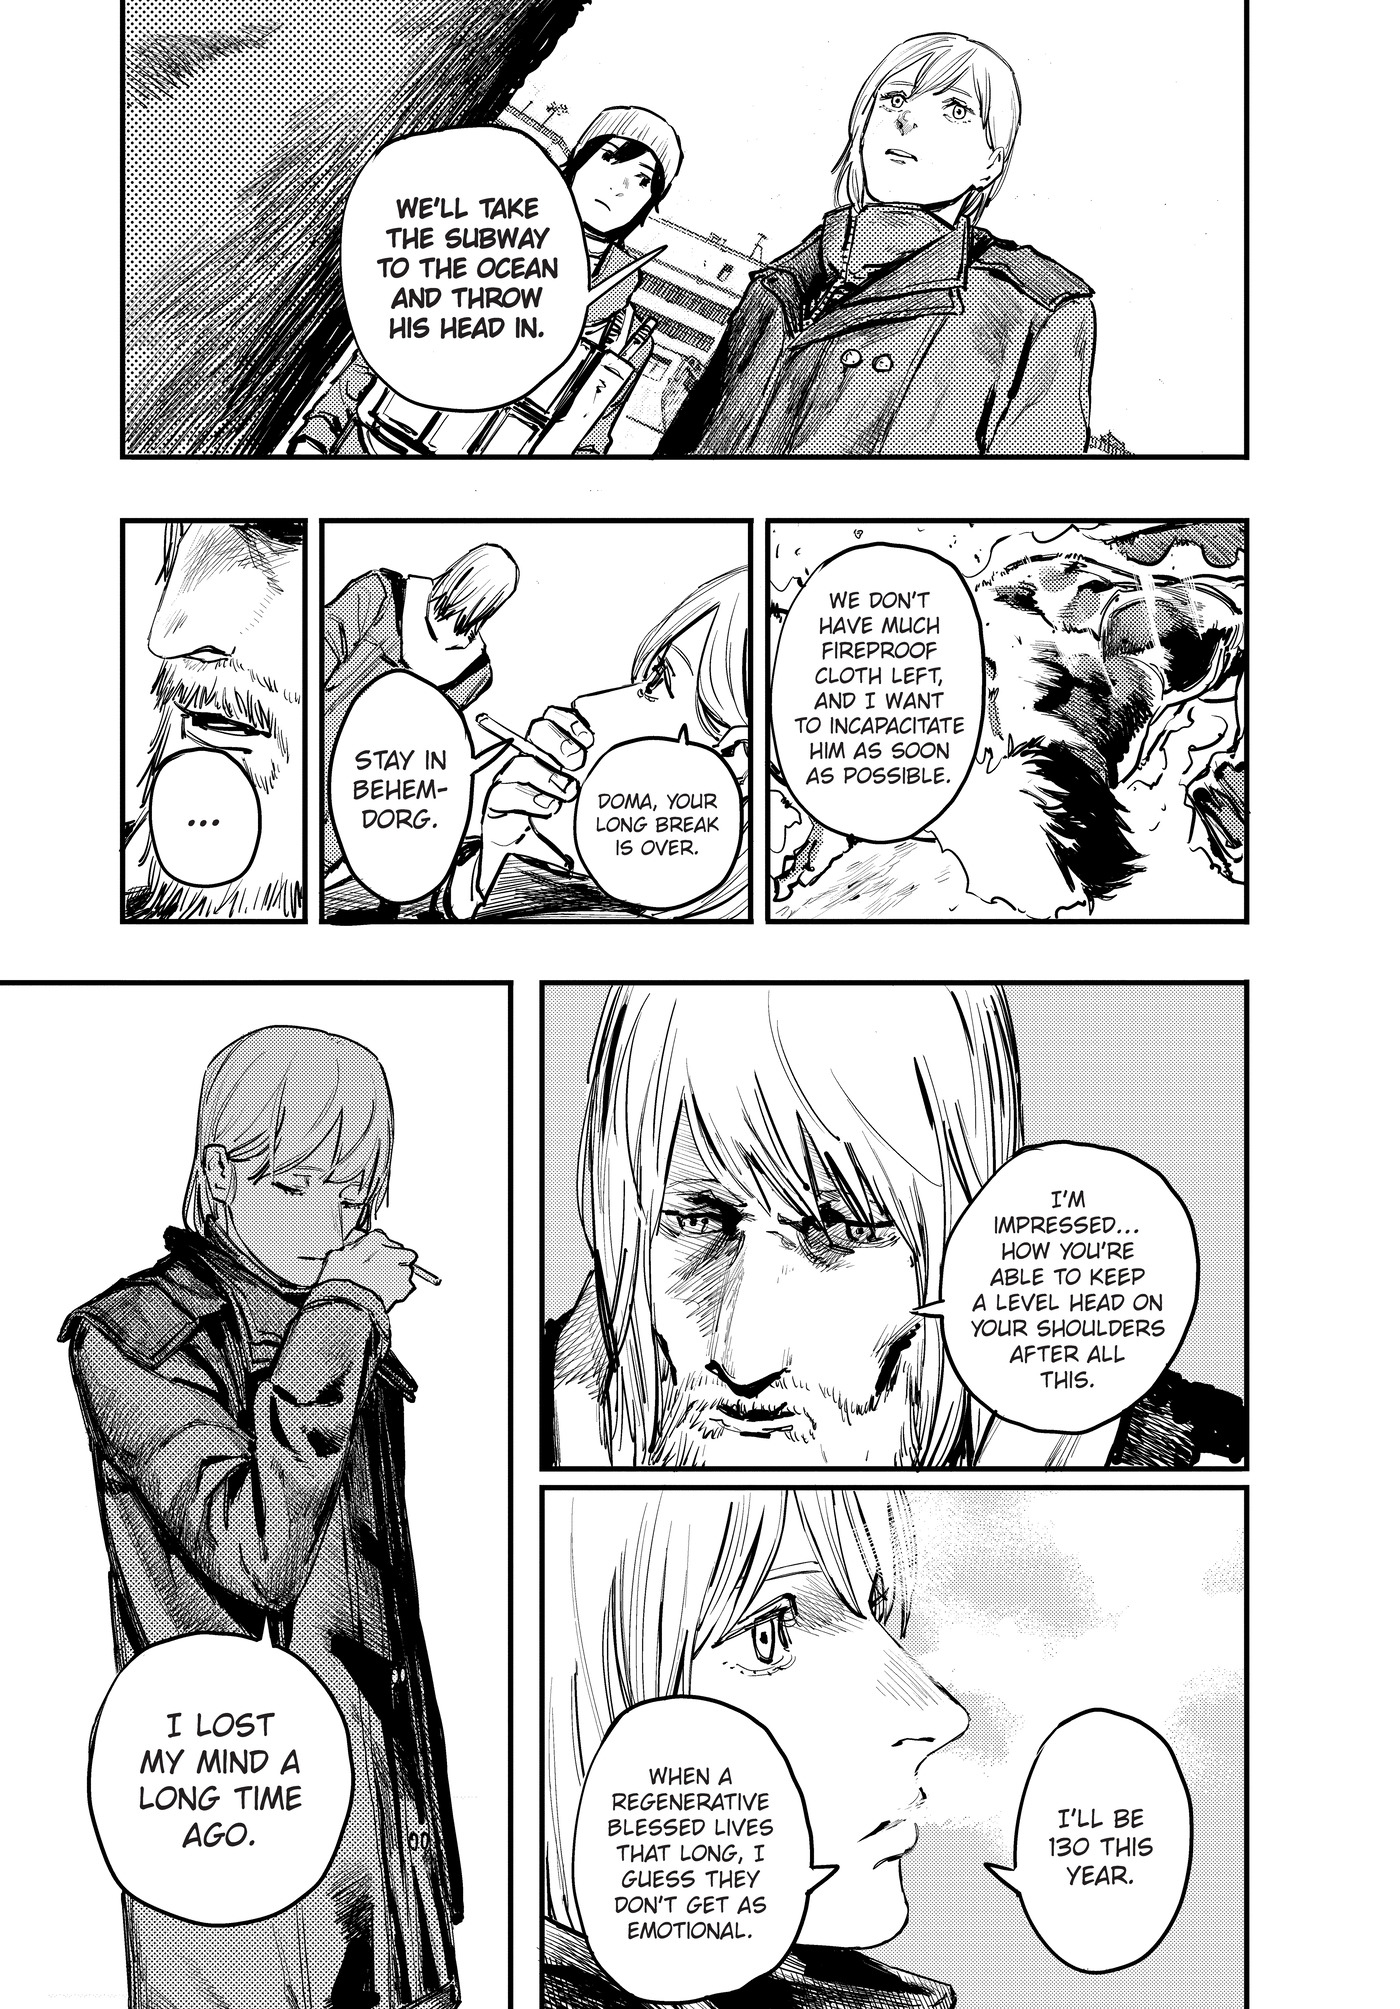 WE'LL TAKE
THE SUBWAY
TO THE OCEAN
AND THROW
HIS HEAD IN.
WE DON'T
HAVE MUCH
FIREPROOF
CLOTH LEFT,
AND I WANT
TO INCAPACITATE
HIM AS SOON
AS POSSIBLE.
DOMA, YOUR
LONG BREAK
IS OVER.
STAY IN
BEHEM-
DORG.
...
I'M
IMPRESSED...
HOW YOU'RE
ABLE TO KEEP
A LEVEL HEAD ON
YOUR SHOULDERS
AFTER ALL
THIS.
I'LL BE
130 THIS
YEAR.
WHEN A
REGENERATIVE
BLESSED LIVES
THAT LONG, I
GUESS THEY
DON'T GET AS
EMOTIONAL.
I LOST
MY MIND A
LONG TIME
AGO.